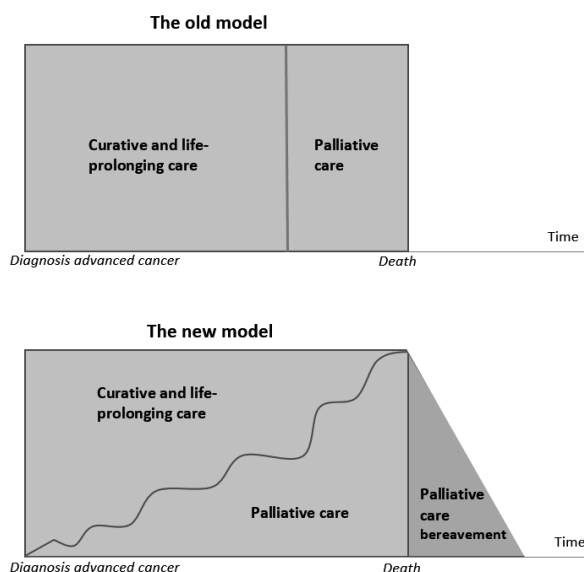 The old model
Curative and life-
prolonging care
Palliative
care
Time
Diagnosis advanced cancer
Death
The new model
Curative and life-
prolonging care
Palliative care
Palliative
care
bereavement
Time
Diagnosis advanced cancer
Death